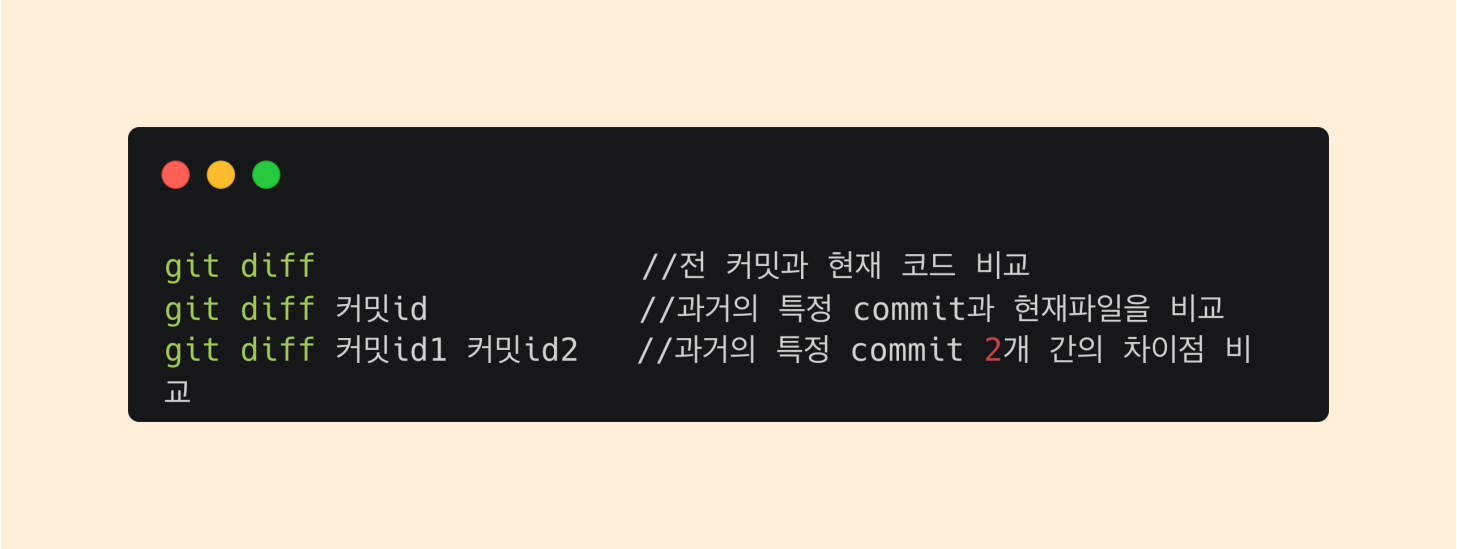 git diff //전 커밋과 현재 코드 비교
git diff 커밋id //과거의 특정 commit과 현재파일을 비교
git diff 커밋id1 커밋id2 //과거의 특정 commit 2개 간의 차이점 비
교